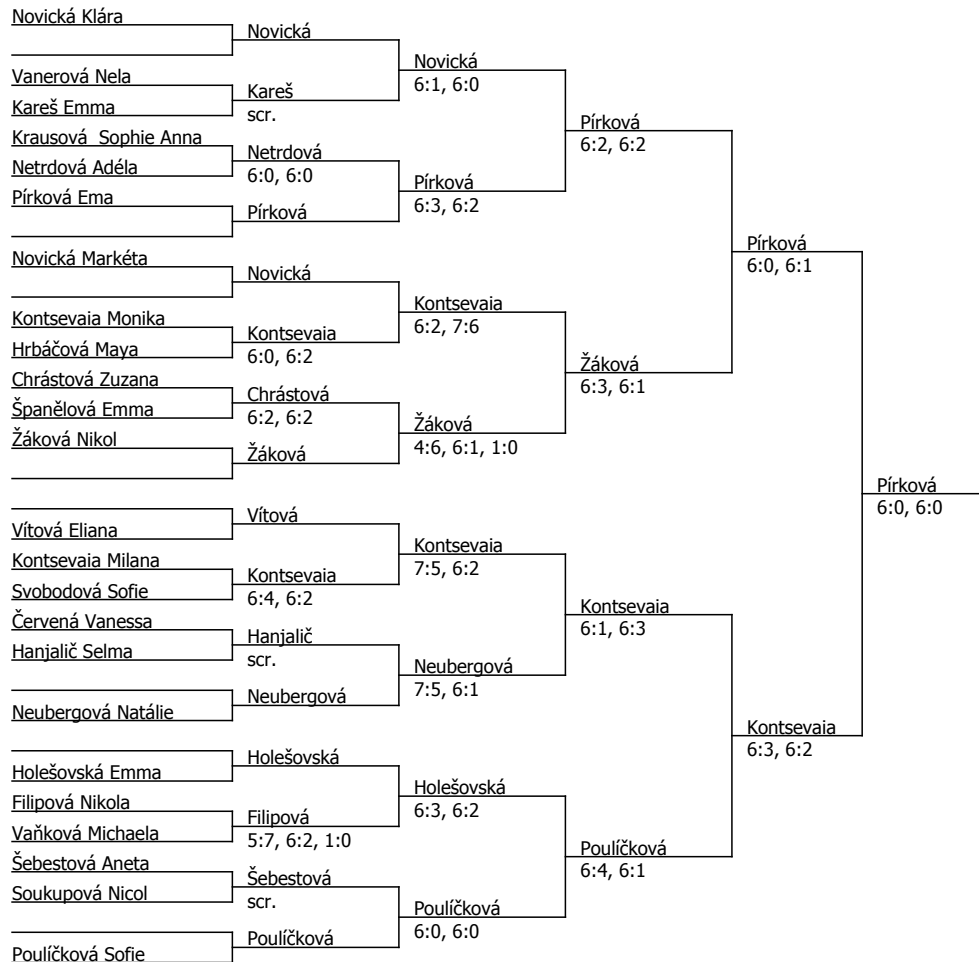 Novická Klára
Vanerová Nela
Kareš Emma
Krausová  Sophie Anna
Netrdová Adéla
Pírková Ema
Novická Markéta
Kontsevaia Monika
Hrbáčová Maya
Chrástová Zuzana
Španělová Emma
Žáková Nikol
Vítová Eliana
Kontsevaia Milana
Svobodová Sofie
Červená Vanessa
Hanjalič Selma
Neubergová Natálie
Holešovská Emma
Filipová Nikola
Vaňková Michaela
Šebestová Aneta
Soukupová Nicol
Poulíčková Sofie
Novická
Kareš
scr.
Netrdová
6:0, 6:0
Pírková
Novická
Kontsevaia
6:0, 6:2
Chrástová
6:2, 6:2
Žáková
Vítová
Kontsevaia
6:4, 6:2
Hanjalič
scr.
Neubergová
Holešovská
Filipová
5:7, 6:2, 1:0
Šebestová
scr.
Poulíčková
Novická
6:1, 6:0
Pírková
6:3, 6:2
Kontsevaia
6:2, 7:6
Žáková
4:6, 6:1, 1:0
Kontsevaia
7:5, 6:2
Neubergová
7:5, 6:1
Holešovská
6:3, 6:2
Poulíčková
6:0, 6:0
Pírková
6:2, 6:2
Žáková
6:3, 6:1
Kontsevaia
6:1, 6:3
Poulíčková
6:4, 6:1
Pírková
6:0, 6:1
Kontsevaia
6:3, 6:2
Pírková
6:0, 6:0